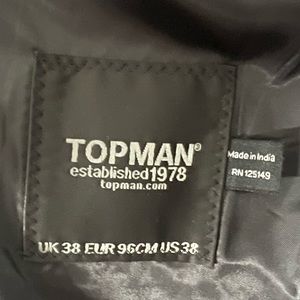 TOPMAN®
established1978
topman.com
Made in India
RN 125149
UK 38 EUR 96CM US 38